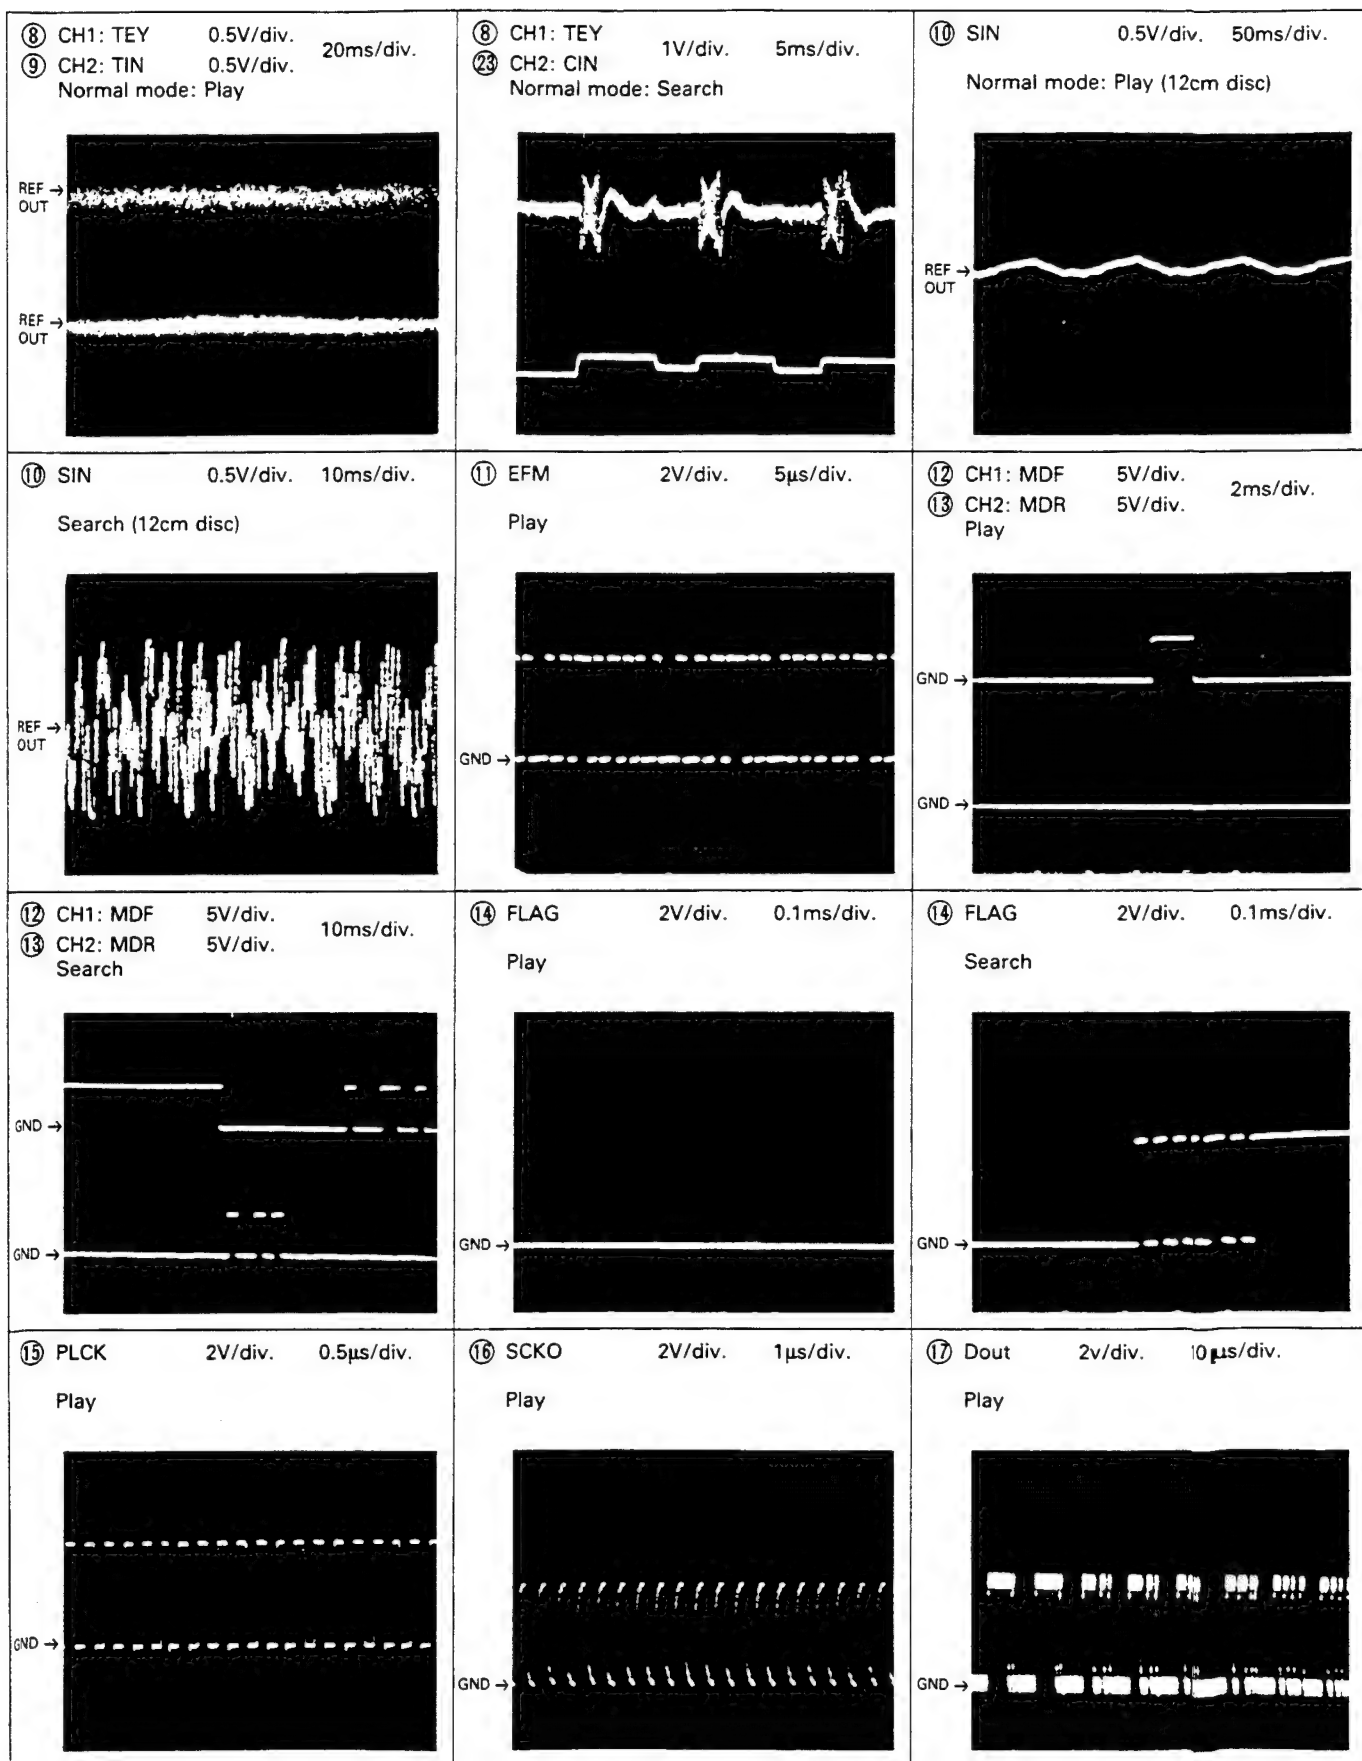 ⑧ CH1: TEY 0.5V/div. 20ms/div.
⑨ CH2: TIN 0.5V/div.
Normal mode: Play
REF →
OUT
REF →
OUT
⑧ CH1: TEY 1V/div. 5ms/div.
㉓ CH2: CIN
Normal mode: Search
⑩ SIN 0.5V/div. 50ms/div.
Normal mode: Play (12cm disc)
REF →
OUT
⑩ SIN 0.5V/div. 10ms/div.
Search (12cm disc)
REF →
OUT
⑪ EFM 2V/div. 5μs/div.
Play
GND →
⑫ CH1: MDF 5V/div. 2ms/div.
⑬ CH2: MDR 5V/div.
Play
GND →
GND →
⑫ CH1: MDF 5V/div. 10ms/div.
⑬ CH2: MDR 5V/div.
Search
GND →
GND →
⑭ FLAG 2V/div. 0.1ms/div.
Play
GND →
⑭ FLAG 2V/div. 0.1ms/div.
Search
GND →
⑮ PLCK 2V/div. 0.5μs/div.
Play
GND →
⑯ SCKO 2V/div. 1μs/div.
Play
GND →
⑰ Dout 2v/div. 10μs/div.
Play
GND →